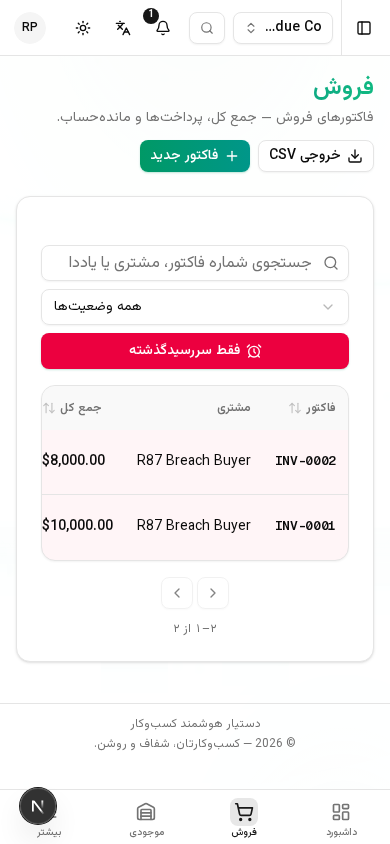 due Co...
1
RP
فروش
فاکتورهای فروش — جمع کل، پرداخت‌ها و مانده‌حساب.
خروجی CSV
فاکتور جدید
جستجوی شماره فاکتور، مشتری یا یاددا
همه وضعیت‌ها
فقط سررسیدگذشته
فاکتور مشتری جمع کل
INV-0002 R87 Breach Buyer $8,000.00
INV-0001 R87 Breach Buyer $10,000.00
۱–۲ از ۲
دستیار هوشمند کسب‌وکار
© 2026 — کسب‌وکارتان، شفاف و روشن.
داشبورد فروش موجودی بیشتر
N